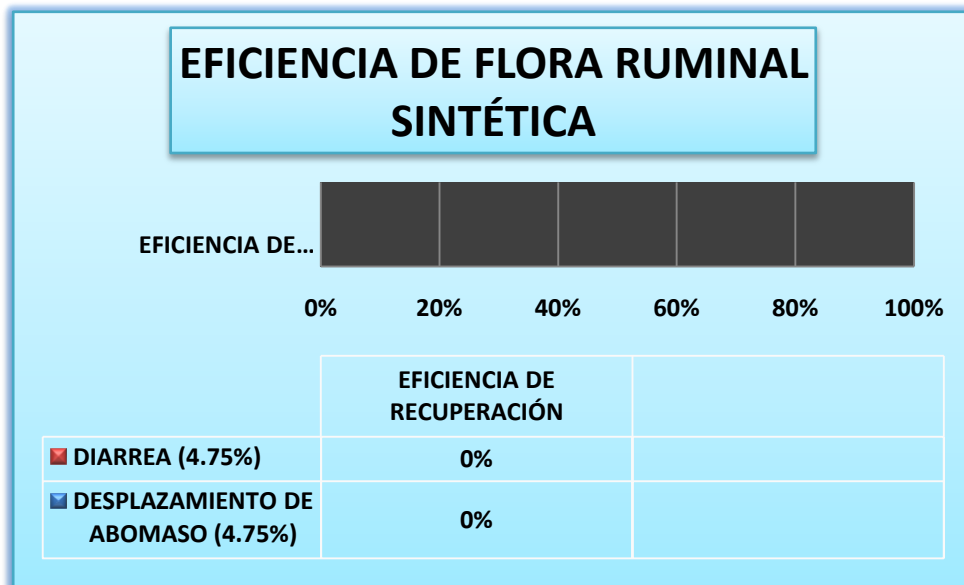 EFICIENCIA DE FLORA RUMINAL
SINTÉTICA
EFICIENCIA DE...
0% 20% 40% 60% 80% 100%
EFICIENCIA DE
RECUPERACIÓN
DIARREA (4.75%) 0%
DESPLAZAMIENTO DE
ABOMASO (4.75%) 0%